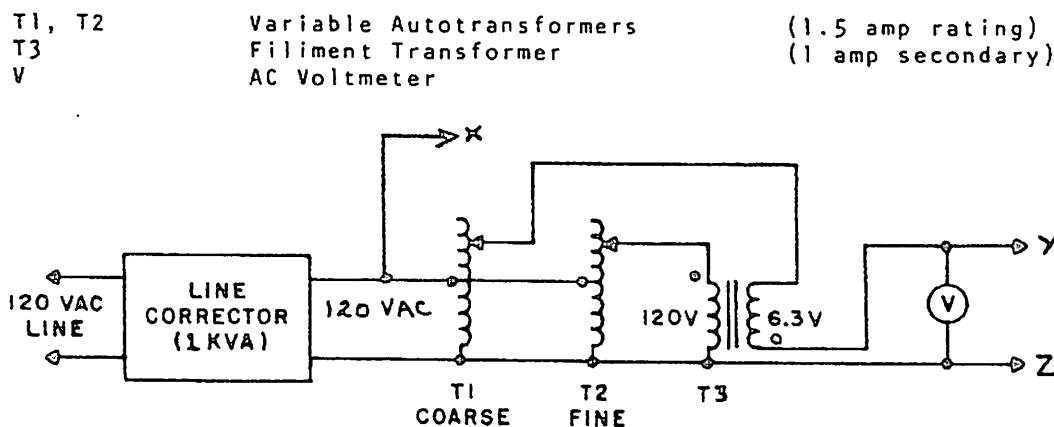 T1, T2 Variable Autotransformers (1.5 amp rating)
T3 Filiment Transformer (1 amp secondary)
V AC Voltmeter
X
Y
120 VAC
LINE
LINE
CORRECTOR
(1 KVA)
120 VAC
120V
6.3V
V
Z
T1
COARSE
T2
FINE
T3